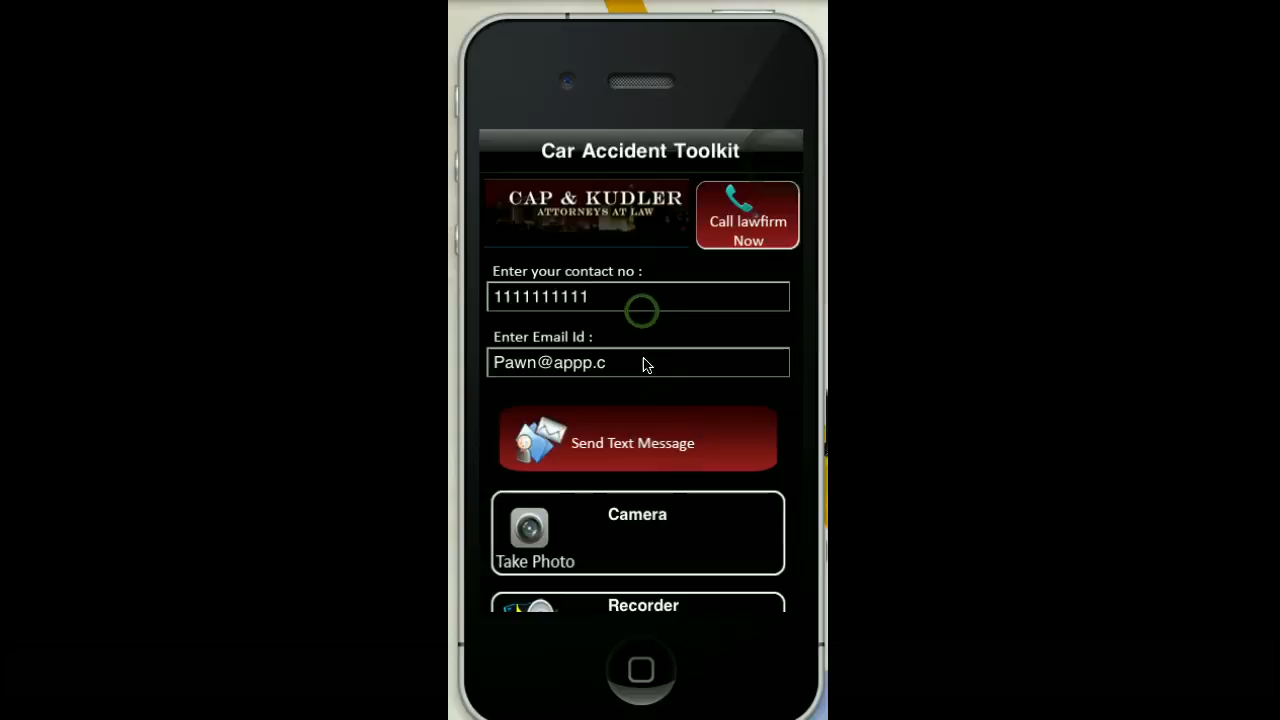 Car Accident Toolkit
CAP & KUDLER
ATTORNEYS AT LAW
Call lawfirm
Now
Enter your contact no :
1111111111
Enter Email Id :
Pawn@appp.c
Send Text Message
Camera
Take Photo
Recorder